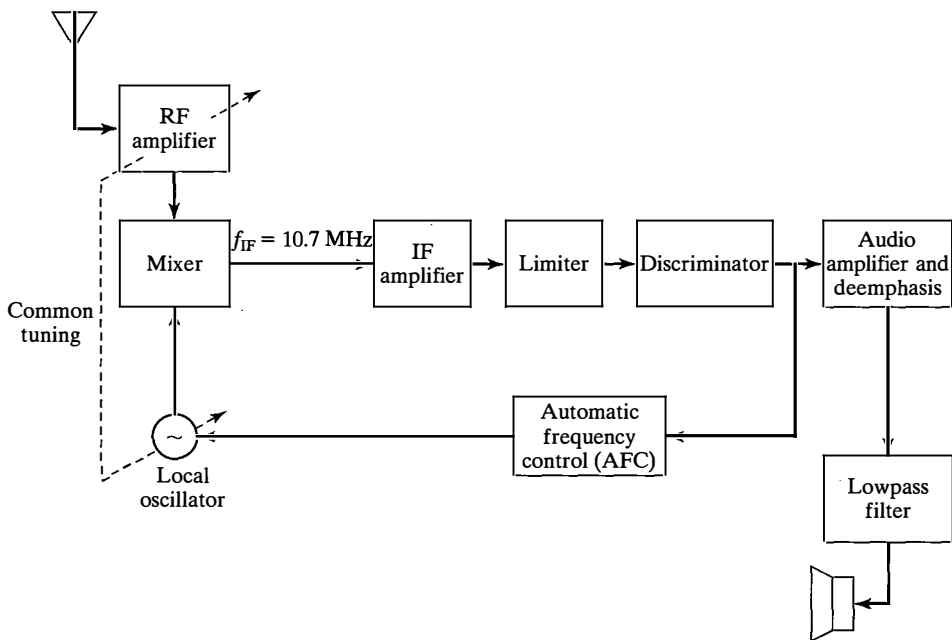 RF
amplifier
Mixer
f_IF = 10.7 MHz
IF
amplifier
Limiter
Discriminator
Audio
amplifier and
deemphasis
Common
tuning
~
Local
oscillator
Automatic
frequency
control (AFC)
Lowpass
filter